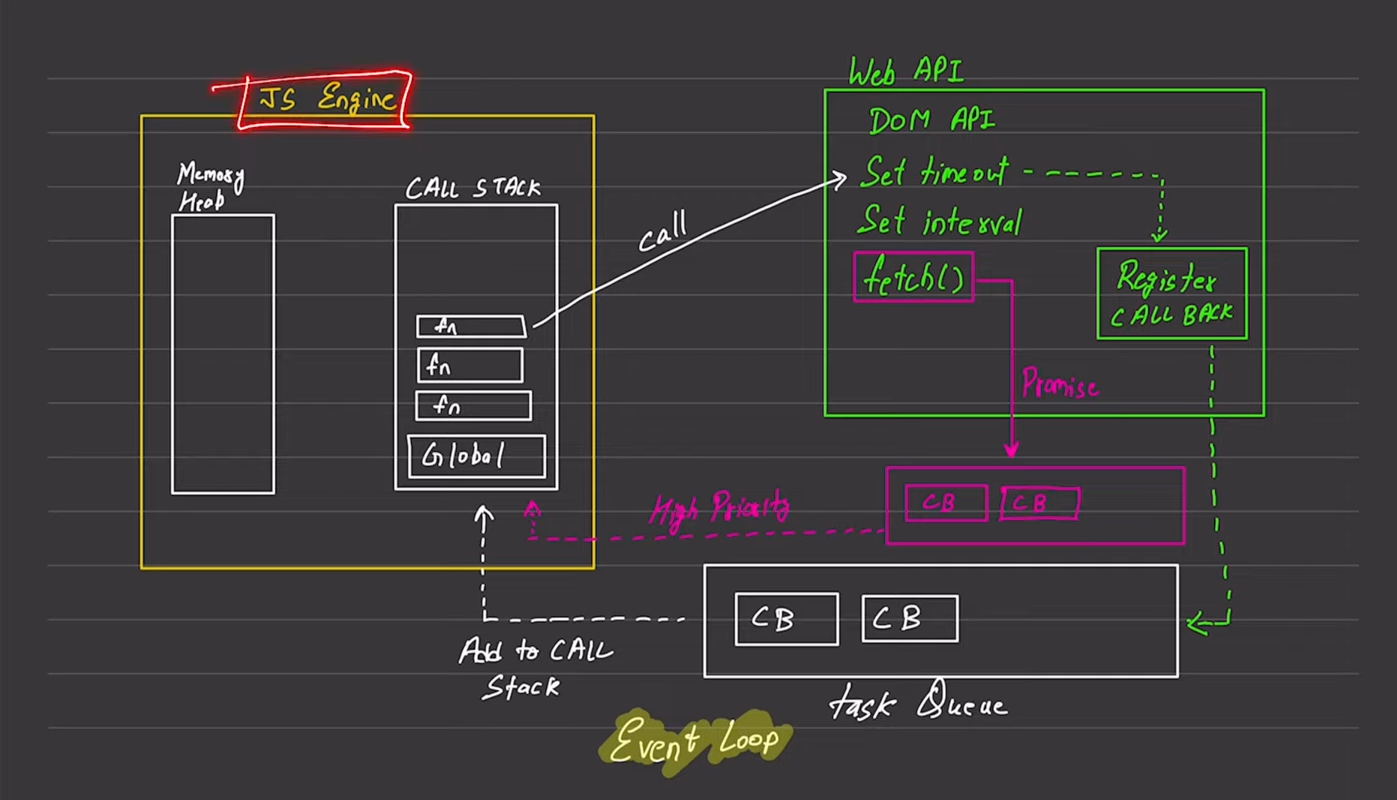 JS Engine
Memory
Heap
CALL STACK
fn
fn
fn
Global
call
Web API
DOM API
Set timeout
Set interval
fetch()
Register
CALL BACK
Promise
CB CB
High Priority
CB CB
Add to CALL
Stack
task Queue
Event Loop